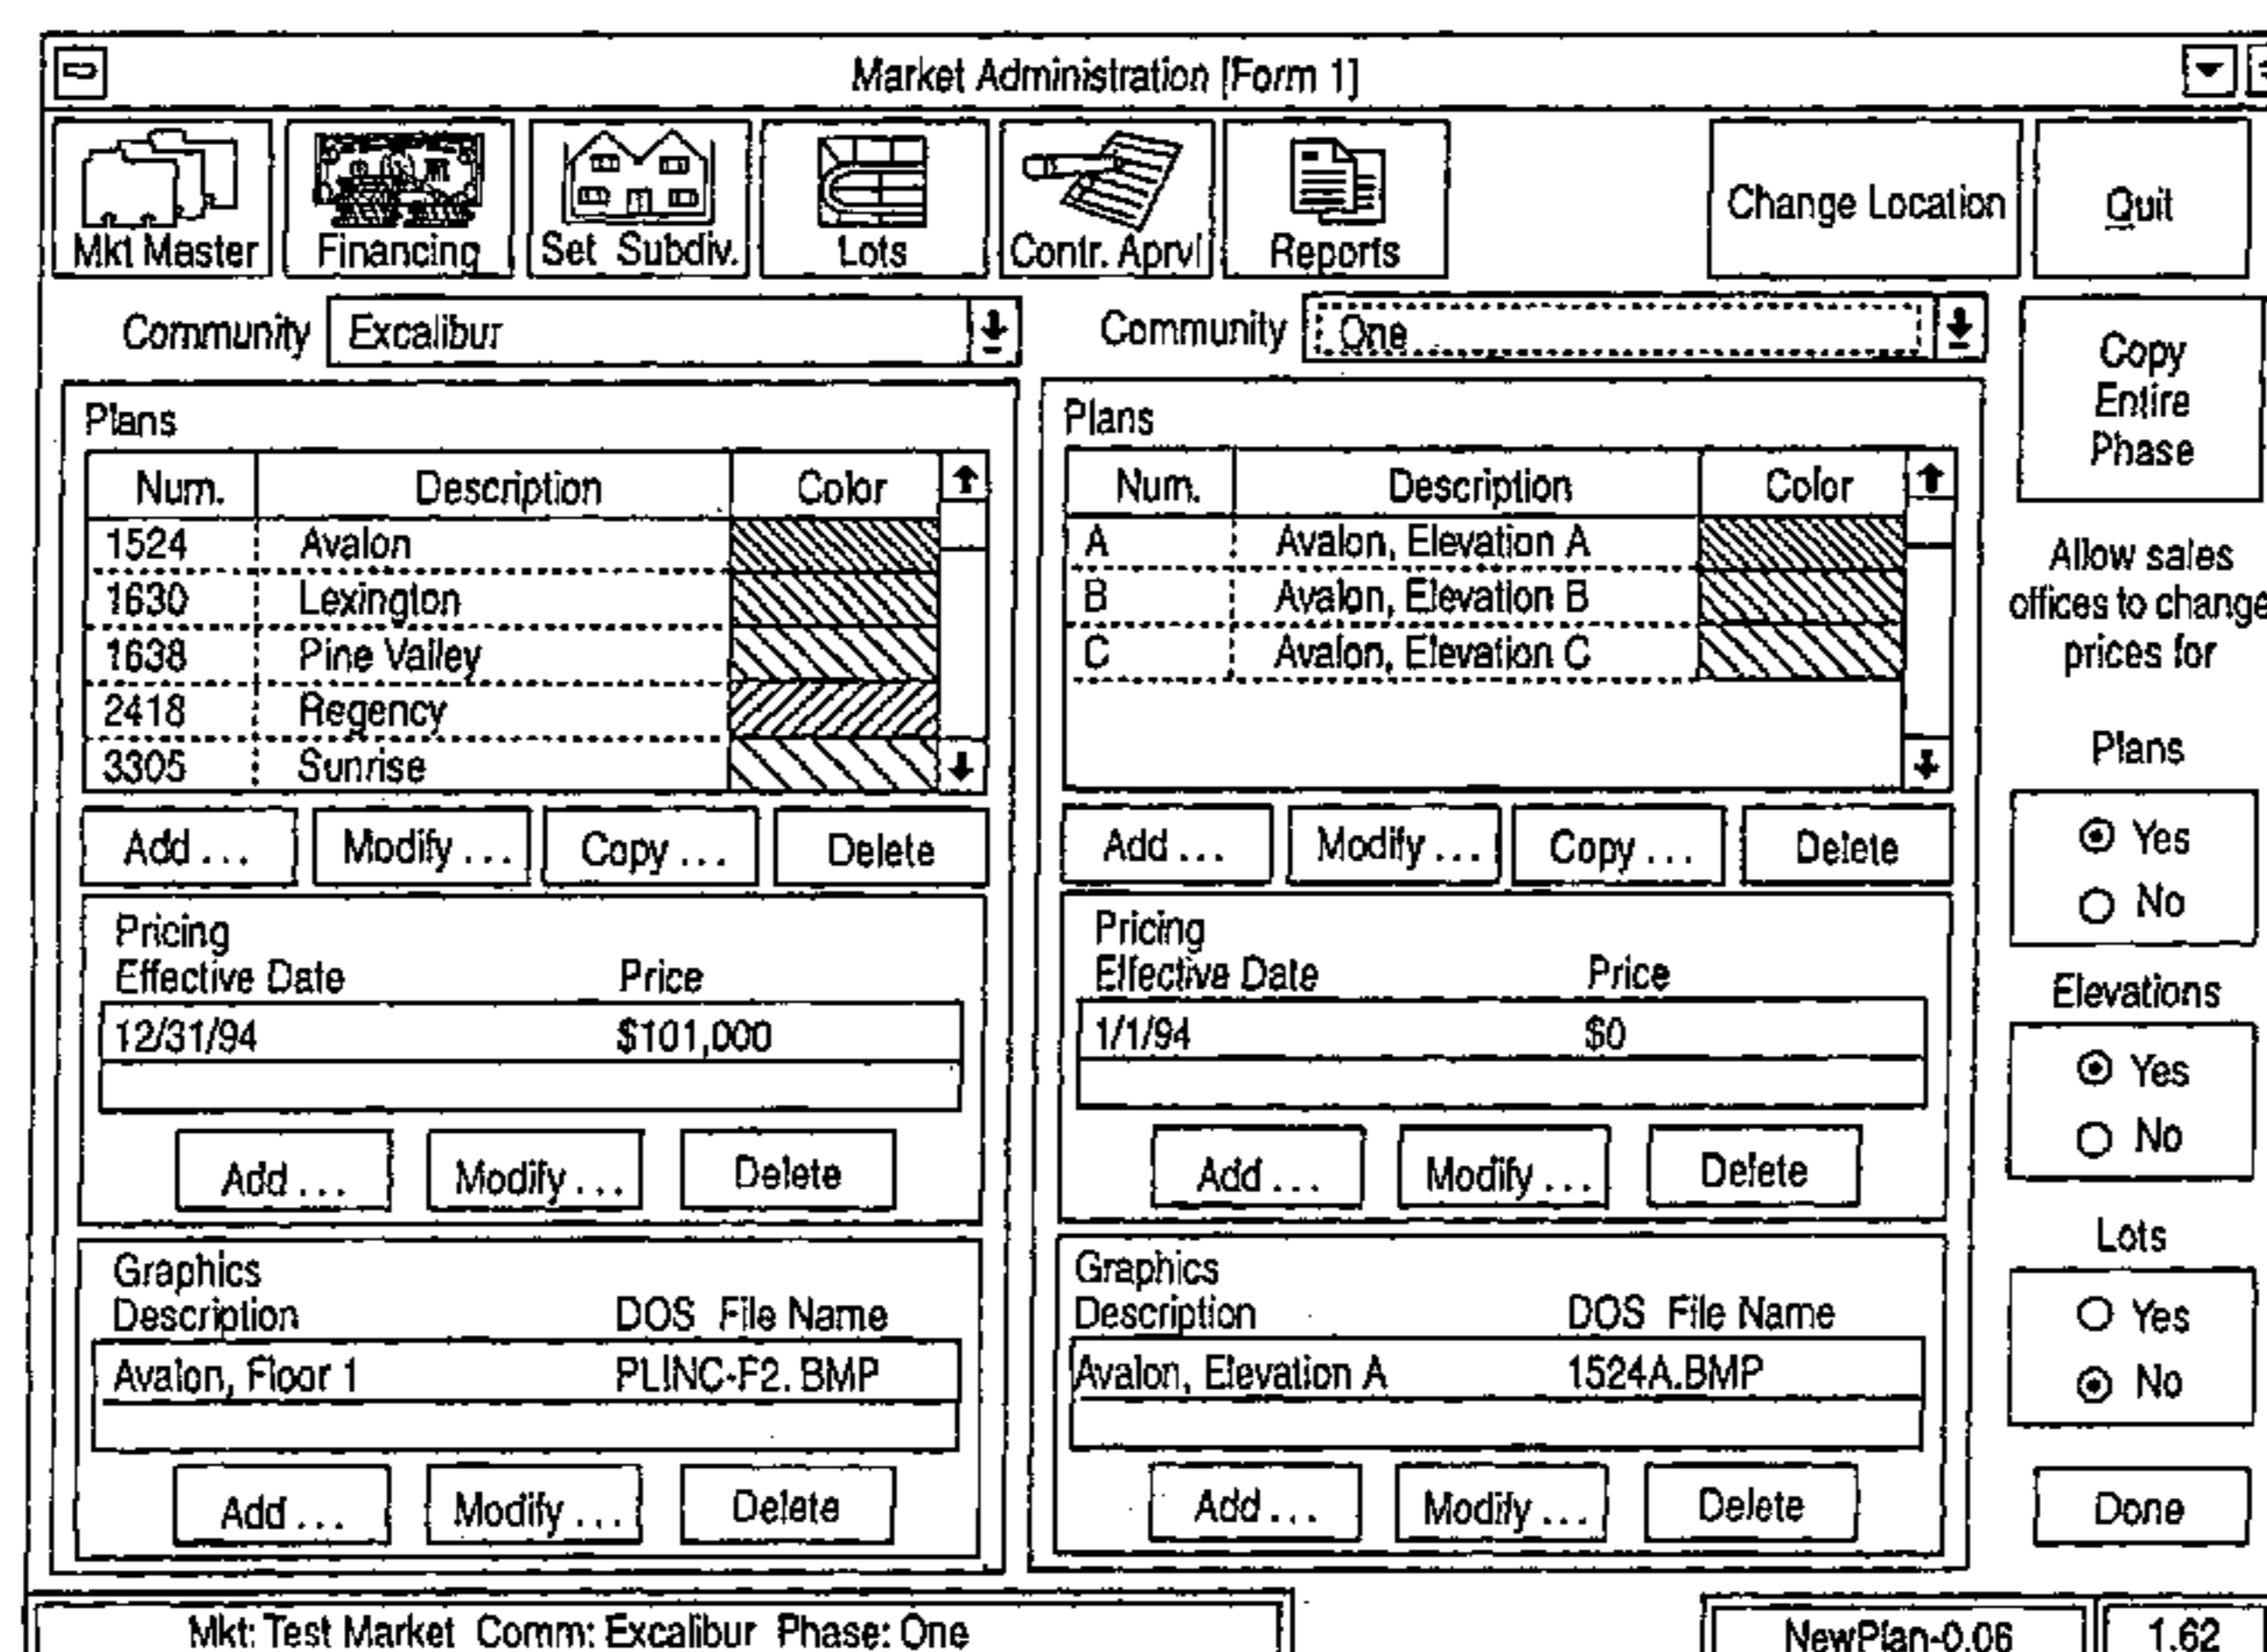 Market Administration [Form 1]
Mkt Master Financing Set Subdiv. Lots Contr. Aprvl Reports Change Location Quit
Community Excalibur Community One
Copy
Entire
Phase
Plans
Num. Description Color
1524 Avalon
1630 Lexington
1638 Pine Valley
2418 Regency
3305 Sunrise
Add ... Modify ... Copy ... Delete
Pricing
Effective Date Price
12/31/94 $101,000
Add ... Modify ... Delete
Graphics
Description DOS File Name
Avalon, Floor 1 PLINC-F2. BMP
Add ... Modify ... Delete
Plans
Num. Description Color
A Avalon, Elevation A
B Avalon, Elevation B
C Avalon, Elevation C
Add ... Modify ... Copy ... Delete
Pricing
Effective Date Price
1/1/94 $0
Add ... Modify ... Delete
Graphics
Description DOS File Name
Avalon, Elevation A 1524A.BMP
Add ... Modify ... Delete
Allow sales
offices to change
prices for
Plans
Yes
No
Elevations
Yes
No
Lots
Yes
No
Done
Mkt: Test Market Comm: Excalibur Phase: One NewPlan-0.06 1.62